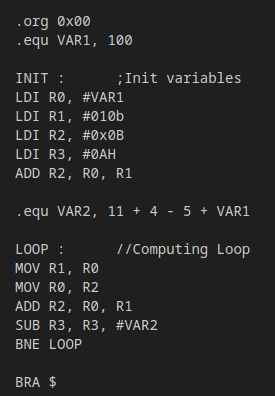 .org 0x00
.equ VAR1, 100
INIT :      ;Init variables
LDI R0, #VAR1
LDI R1, #010b
LDI R2, #0x0B
LDI R3, #0AH
ADD R2, R0, R1
.equ VAR2, 11 + 4 - 5 + VAR1
LOOP :      //Computing Loop
MOV R1, R0
MOV R0, R2
ADD R2, R0, R1
SUB R3, R3, #VAR2
BNE LOOP
BRA $